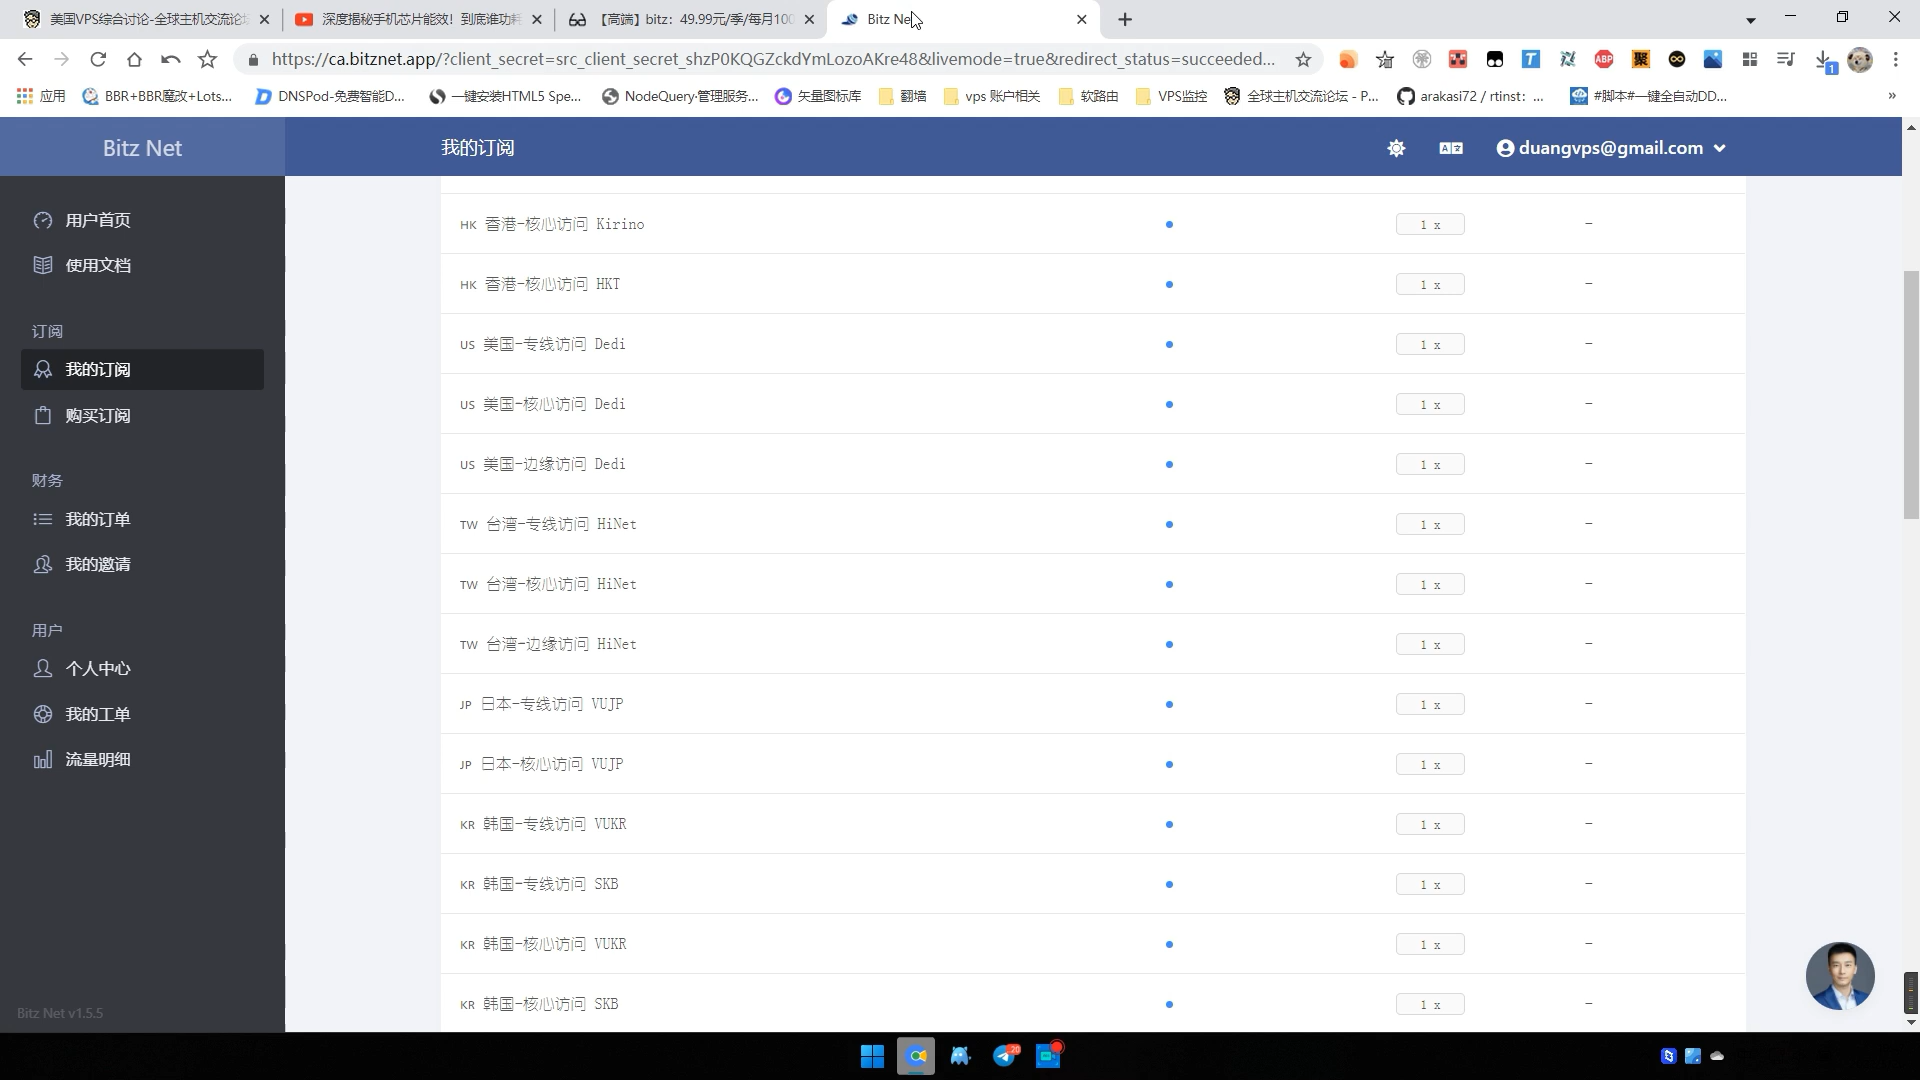 美国VPS综合讨论-全球主机交流论坛
深度揭秘手机芯片能效！到底谁功耗
【高端】bitz：49.99元/季/每月100
Bitz Net
https://ca.bitznet.app/?client_secret=src_client_secret_shzP0KQGZckdYmLozoAKre48&livemode=true&redirect_status=succeeded...
应用
BBR+BBR魔改+Lots...
DNSPod-免费智能D...
一键安装HTML5 Spe...
NodeQuery·管理服务...
矢量图标库
翻墙
vps 账户相关
软路由
VPS监控
全球主机交流论坛 - P...
arakasi72 / rtinst： ...
#脚本#一键全自动DD...
»
Bitz Net
我的订阅
duangvps@gmail.com
用户首页
使用文档
订阅
我的订阅
购买订阅
财务
我的订单
我的邀请
用户
个人中心
我的工单
流量明细
Bitz Net v1.5.5
HK 香港-核心访问 Kirino 1 x -
HK 香港-核心访问 HKT 1 x -
US 美国-专线访问 Dedi 1 x -
US 美国-核心访问 Dedi 1 x -
US 美国-边缘访问 Dedi 1 x -
TW 台湾-专线访问 HiNet 1 x -
TW 台湾-核心访问 HiNet 1 x -
TW 台湾-边缘访问 HiNet 1 x -
JP 日本-专线访问 VUJP 1 x -
JP 日本-核心访问 VUJP 1 x -
KR 韩国-专线访问 VUKR 1 x -
KR 韩国-专线访问 SKB 1 x -
KR 韩国-核心访问 VUKR 1 x -
KR 韩国-核心访问 SKB 1 x -